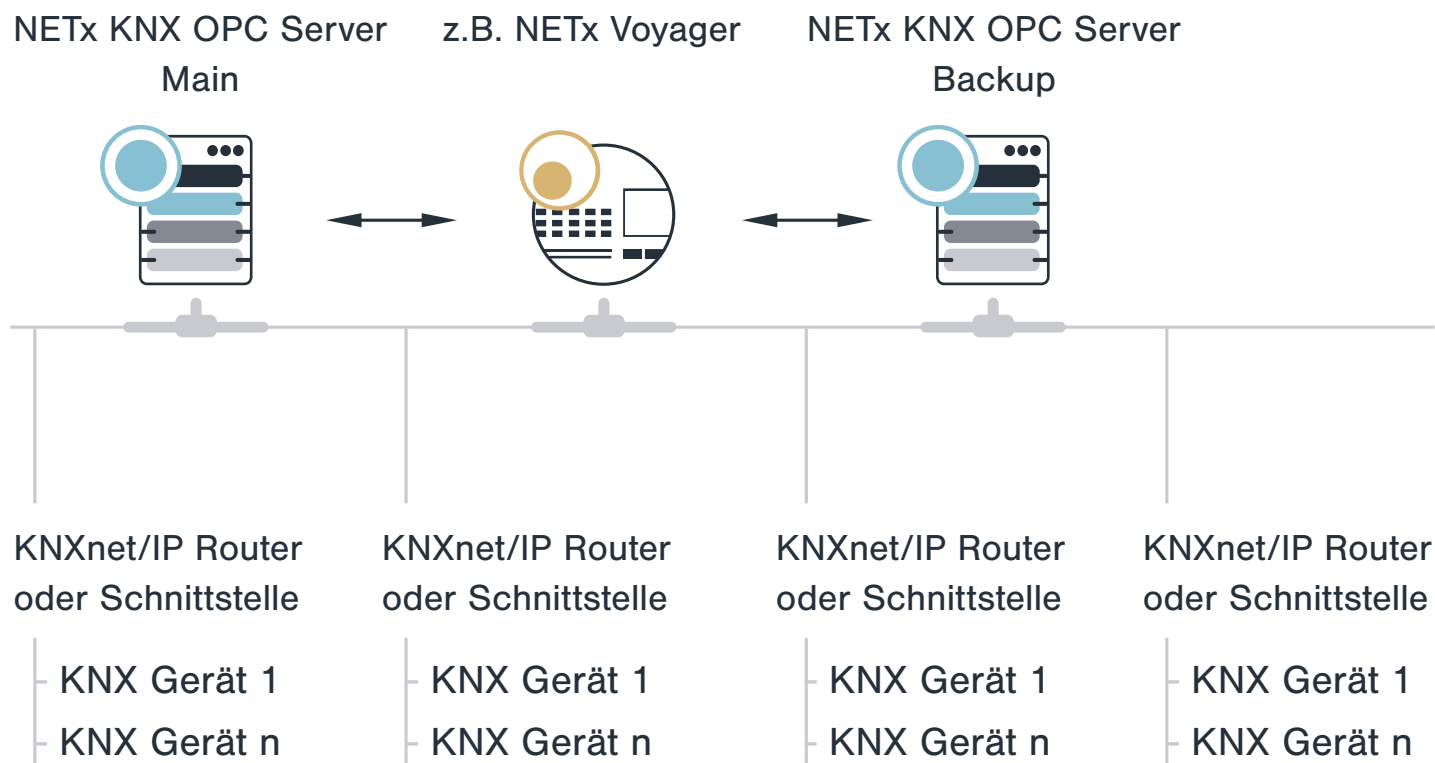 NETx KNX OPC Server
Main
z.B. NETx Voyager
NETx KNX OPC Server
Backup
KNXnet/IP Router
oder Schnittstelle
KNX Gerät 1
KNX Gerät n
KNXnet/IP Router
oder Schnittstelle
KNX Gerät 1
KNX Gerät n
KNXnet/IP Router
oder Schnittstelle
KNX Gerät 1
KNX Gerät n
KNXnet/IP Router
oder Schnittstelle
KNX Gerät 1
KNX Gerät n